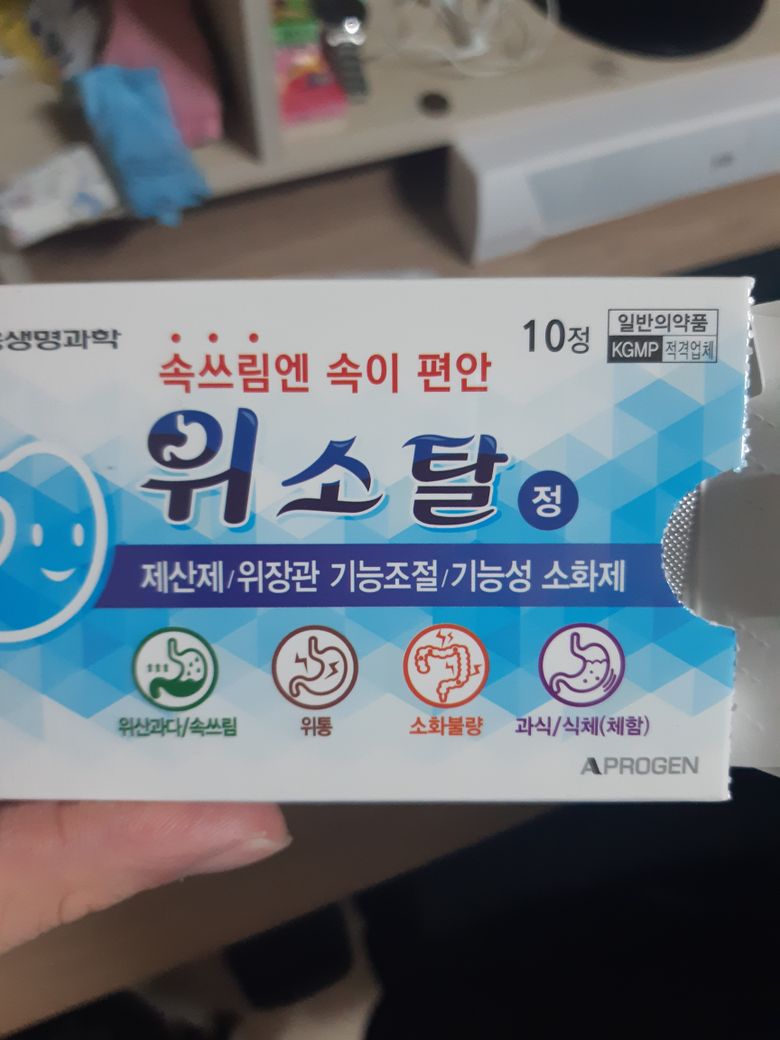 생명과학
10정
일반의약품
KGMP 적격업체
속쓰림엔 속이 편안
위소달 정
제산제/위장관 기능조절/기능성 소화제
위산과다/속쓰림
위통
소화불량
과식/식체(체함)
APROGEN